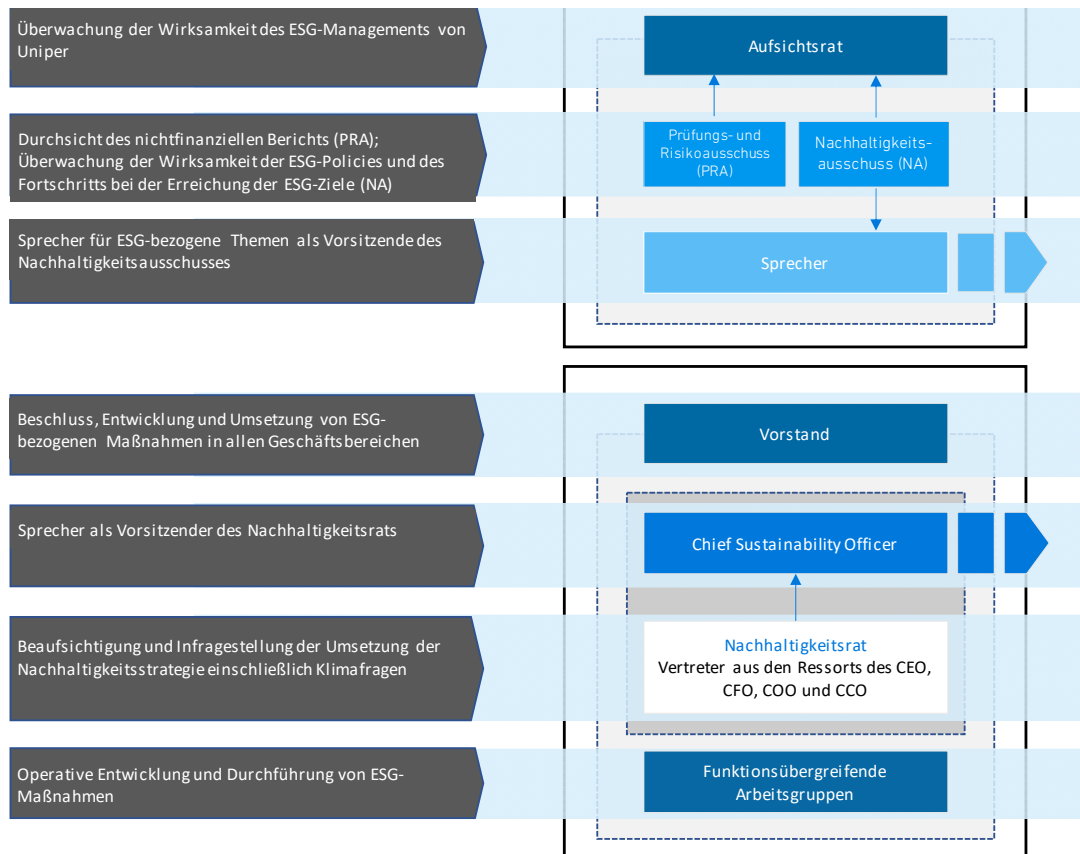 Überwachung der Wirksamkeit des ESG-Managements von
Uniper
Aufsichtsrat
Durchsicht des nichtfinanziellen Berichts (PRA);
Überwachung der Wirksamkeit der ESG-Policies und des
Fortschritts bei der Erreichung der ESG-Ziele (NA)
Prüfungs- und
Risikoausschuss
(PRA)
Nachhaltigkeits-
ausschuss (NA)
Sprecher für ESG-bezogene Themen als Vorsitzende des
Nachhaltigkeitsausschusses
Sprecher
Beschluss, Entwicklung und Umsetzung von ESG-
bezogenen Maßnahmen in allen Geschäftsbereichen
Vorstand
Sprecher als Vorsitzender des Nachhaltigkeitsrats
Chief Sustainability Officer
Beaufsichtigung und Infragestellung der Umsetzung der
Nachhaltigkeitsstrategie einschließlich Klimafragen
Nachhaltigkeitsrat
Vertreter aus den Ressorts des CEO,
CFO, COO und CCO
Operative Entwicklung und Durchführung von ESG-
Maßnahmen
Funktionsübergreifende
Arbeitsgruppen